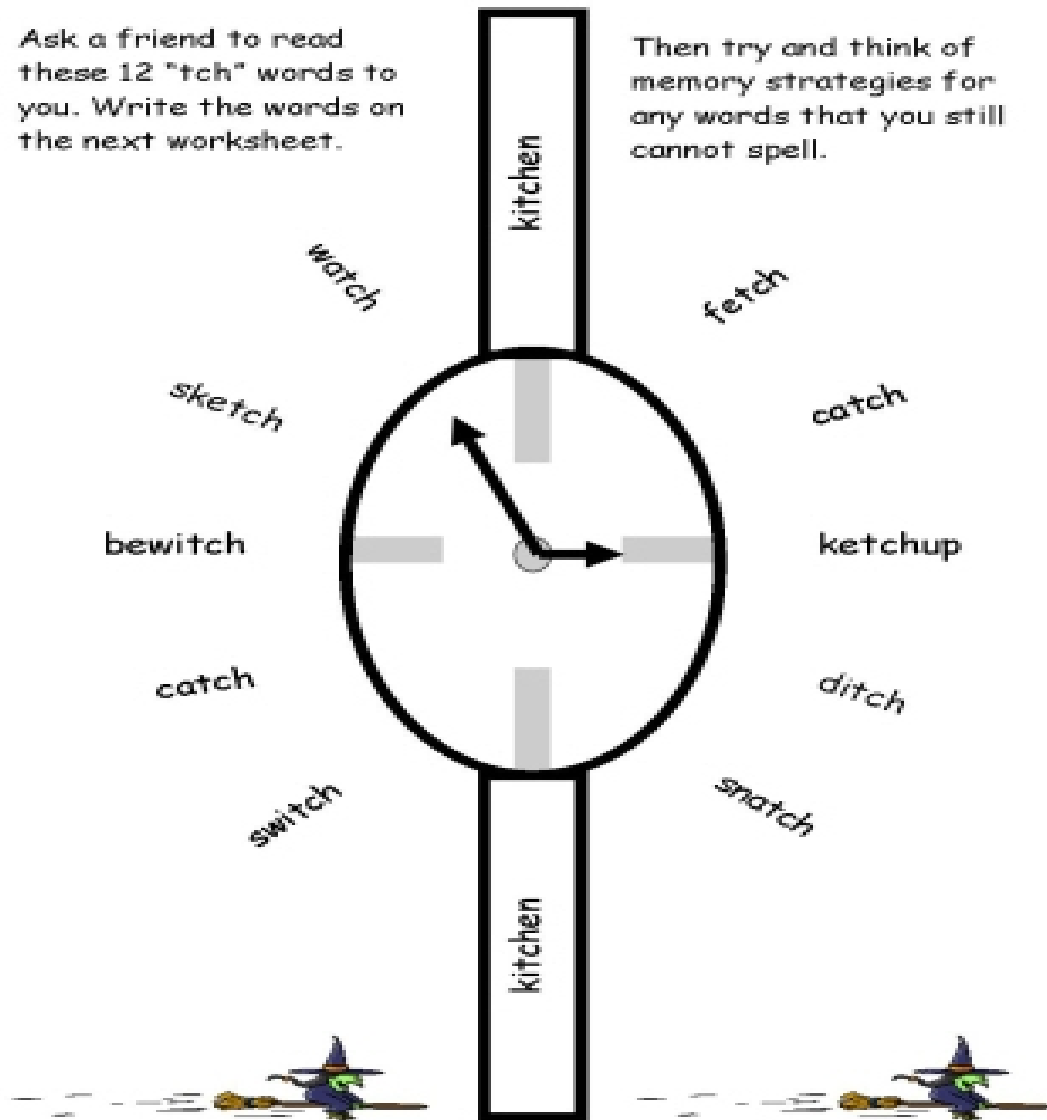 Ask a friend to read
these 12 "tch" words to
you. Write the words on
the next worksheet.
Then try and think of
memory strategies for
any words that you still
cannot spell.
kitchen
watch
fetch
sketch
catch
bewitch
ketchup
catch
ditch
switch
snatch
kitchen